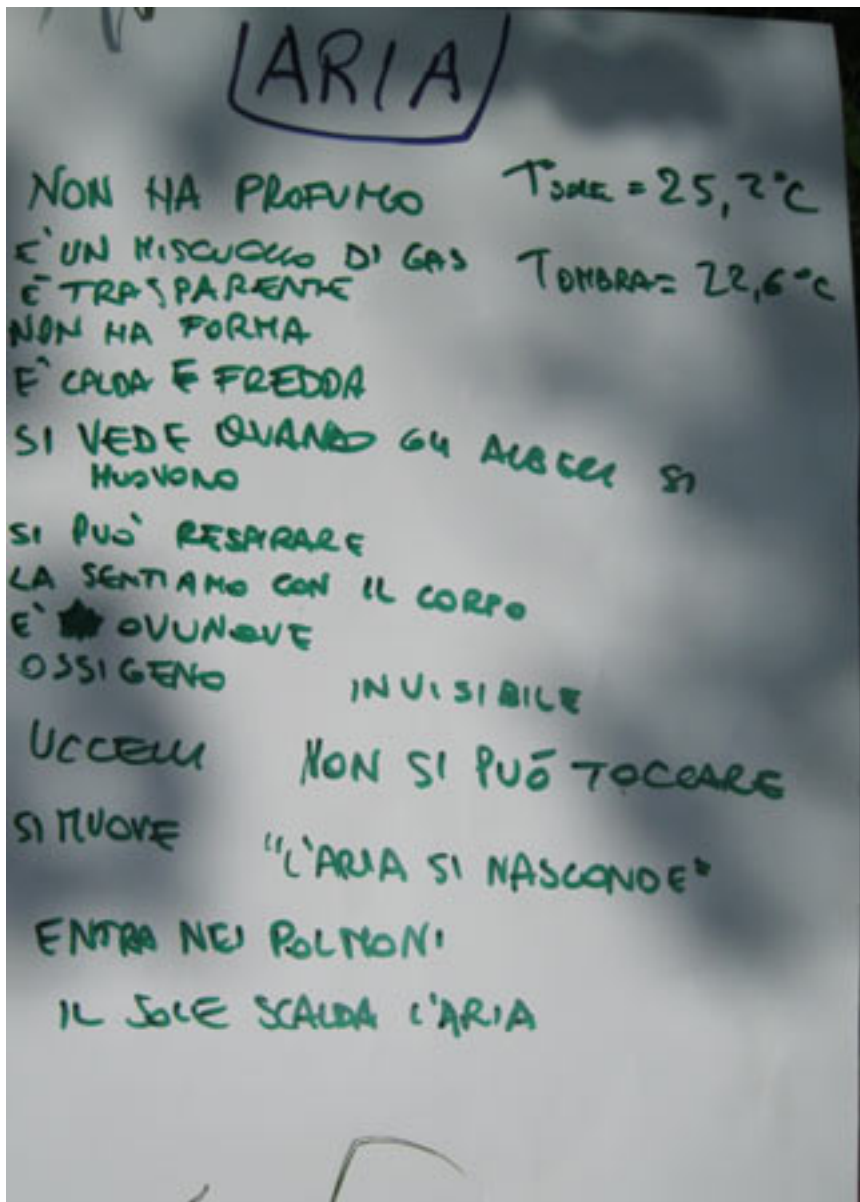 ARIA
NON HA PROFUMO
T SOLE = 25,2°C
E' UN MISCUGLIO DI GAS
T OMBRA = 22,6°C
È TRASPARENTE
NON HA FORMA
E' CALDA E FREDDA
SI VEDE QUANDO GLI ALBERI SI
MUOVONO
SI PUO' RESPIRARE
LA SENTIAMO CON IL CORPO
E' OVUNQUE
OSSIGENO
INVISIBILE
UCCELLI
NON SI PUÒ TOCCARE
SI MUOVE
"L'ARIA SI NASCONDE"
ENTRA NEI POLMONI
IL SOLE SCALDA L'ARIA